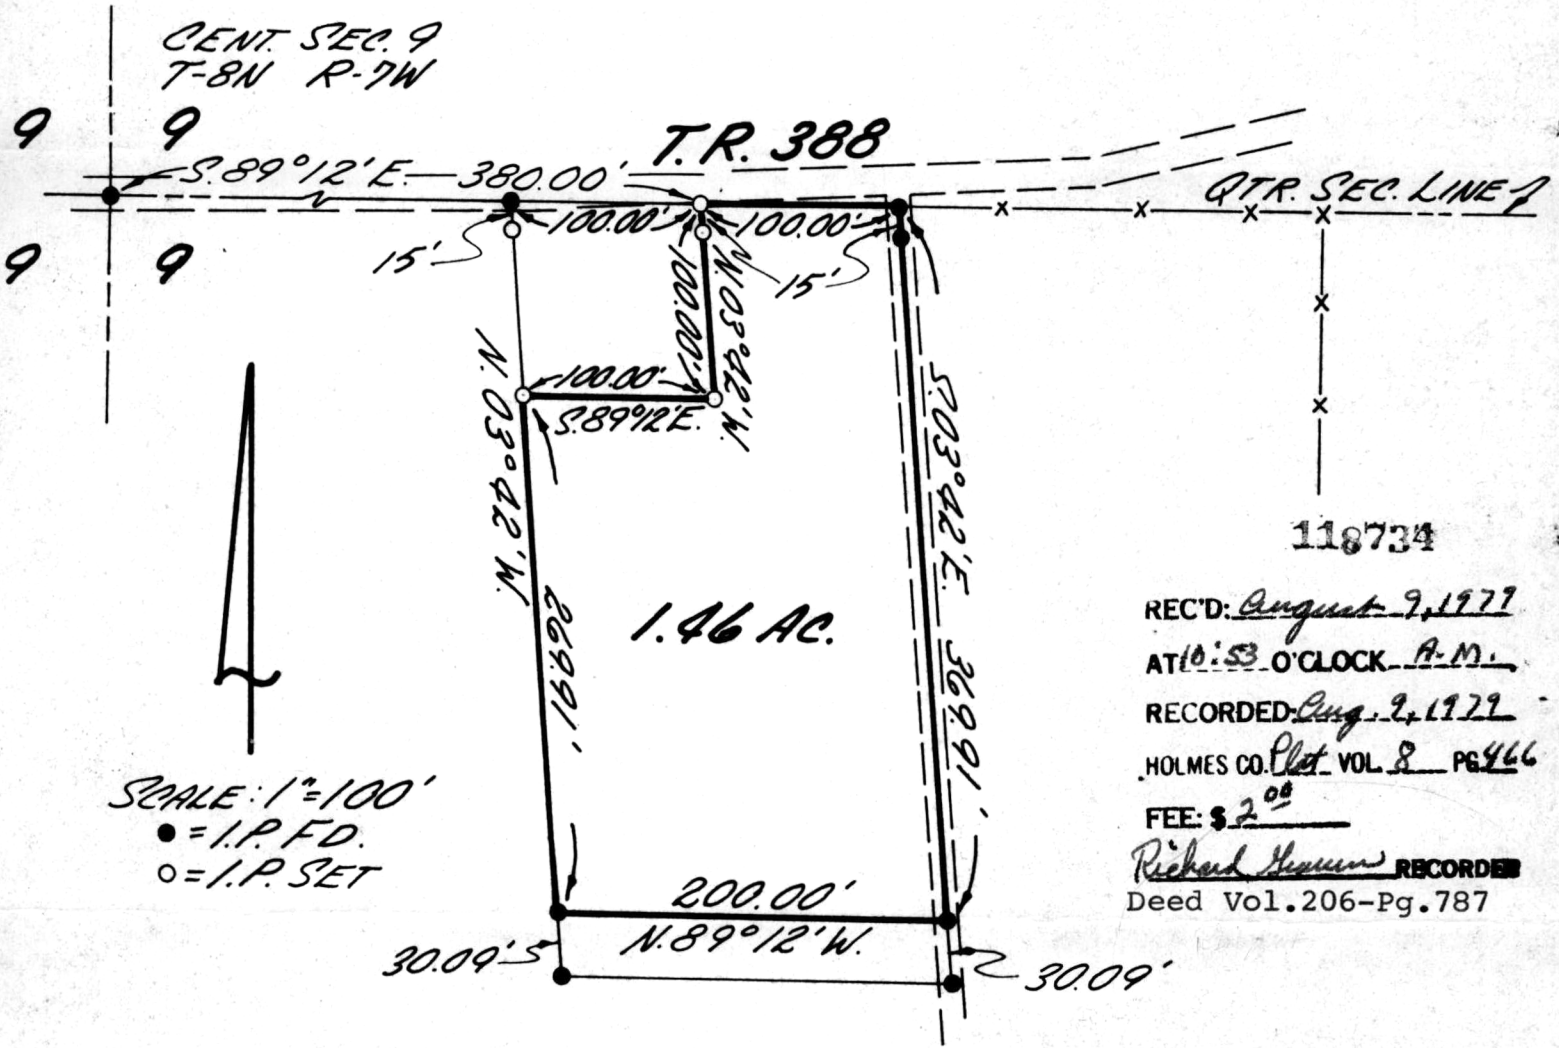 CENT. SEC. 9
T-8N R-7W
9 9
T.R. 388
S.89°12'E. 380.00'
QTR. SEC. LINE
100.00' 100.00'
9 9
15'
15'
100.00'
N.03°42'W.
100.00'
S.89°12'E.
N.03°42'W.
S.03°42'E.
269.91'
369.91'
1.46 AC.
118734
REC'D: August 9, 1979
AT 10:53 O'CLOCK A.M.
RECORDED Aug. 9, 1979
HOLMES CO. Plat VOL. 8 PG 466
FEE: $ 2.00
Richard RECORDER
Deed Vol.206-Pg.787
SCALE: 1"=100'
= I.P. FD.
= I.P. SET
200.00'
N.89°12'W.
30.09'
30.09'
x x x x
x
x